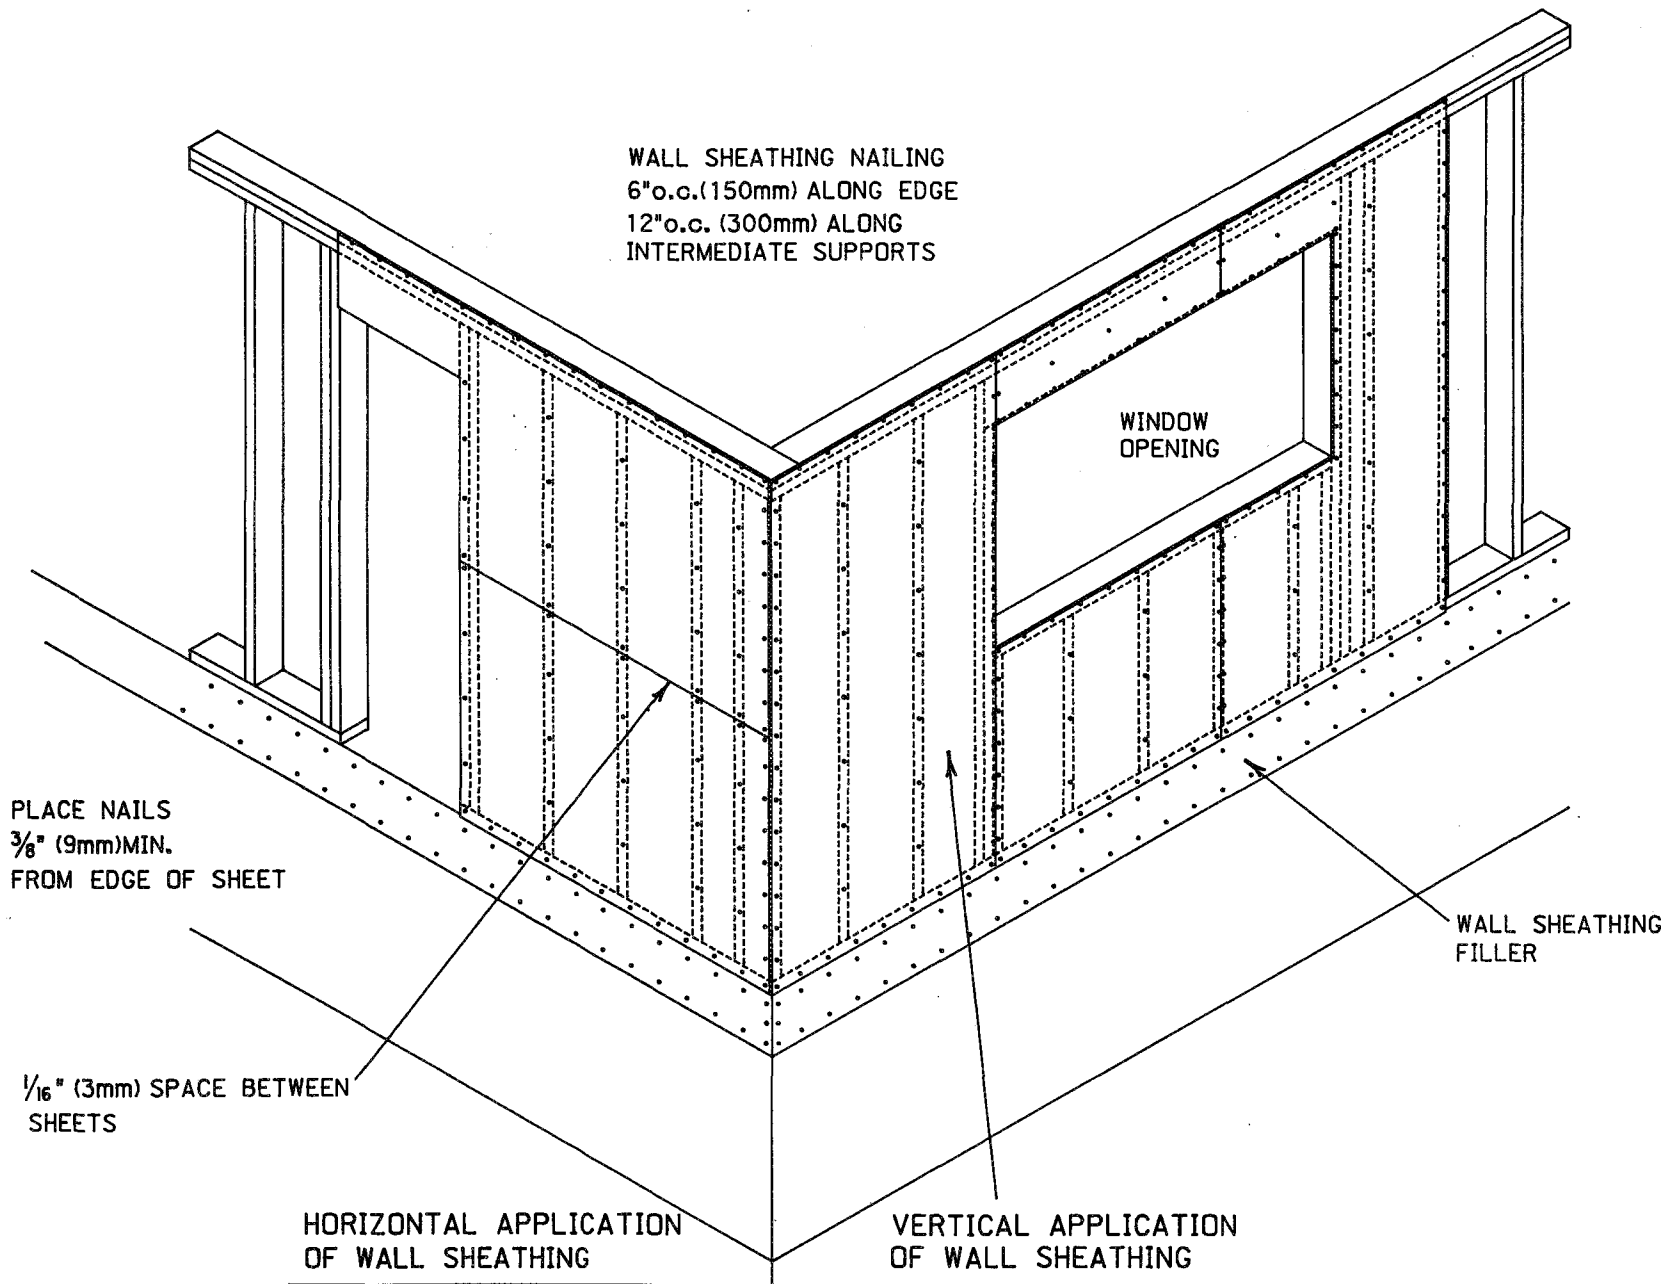 WALL SHEATHING NAILING
6"o.c.(150mm) ALONG EDGE
12"o.c. (300mm) ALONG
INTERMEDIATE SUPPORTS
WINDOW
OPENING
PLACE NAILS
3/8" (9mm)MIN.
FROM EDGE OF SHEET
WALL SHEATHING
FILLER
1/16" (3mm) SPACE BETWEEN
SHEETS
HORIZONTAL APPLICATION
OF WALL SHEATHING
VERTICAL APPLICATION
OF WALL SHEATHING